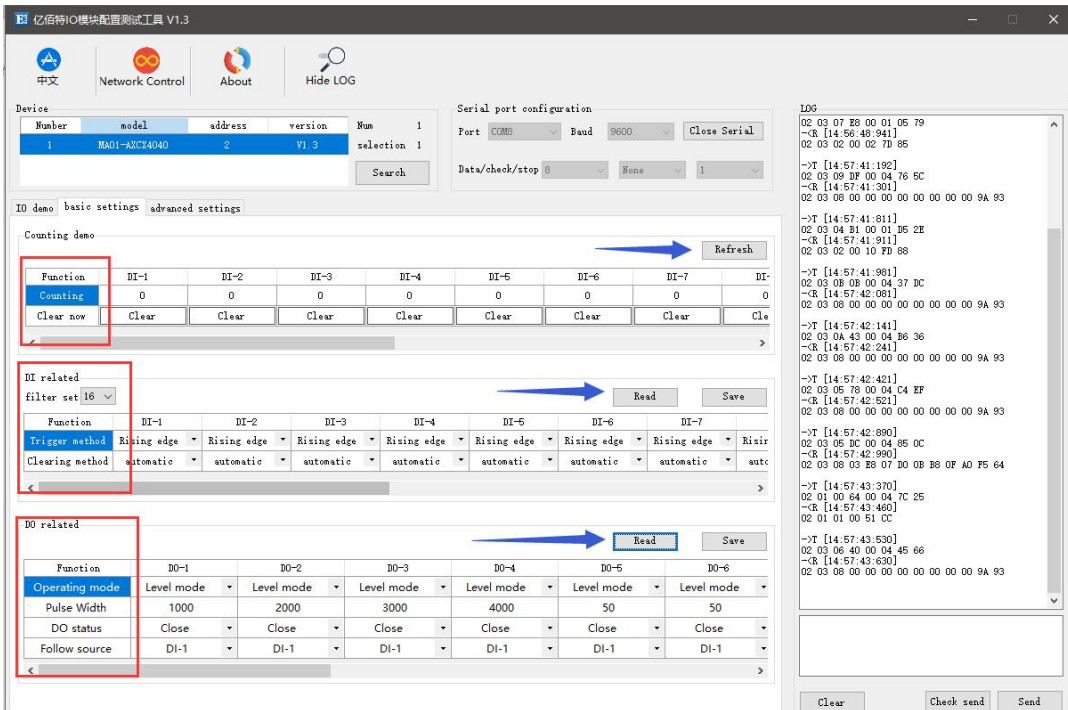 亿佰特IO模块配置测试工具 V1.3
中文 Network Control About Hide LOG
Device
Number model address version
1 MA01-AXCX4040 2 V1.3
Num 1
selection 1
Search
Serial port configuration
Port COM8 Baud 9600 Close Serial
Data/check/stop 8 None 1
IO demo basic settings advanced settings
Counting demo
Refresh
Function DI-1 DI-2 DI-3 DI-4 DI-5 DI-6 DI-7 DI-
Counting 0 0 0 0 0 0 0 0
Clear now Clear Clear Clear Clear Clear Clear Clear Cle
DI related
filter set 16 Read Save
Function DI-1 DI-2 DI-3 DI-4 DI-5 DI-6 DI-7
Trigger method Rising edge Rising edge Rising edge Rising edge Rising edge Rising edge Rising edge Risin
Clearing method automatic automatic automatic automatic automatic automatic automatic autc
DO related
Read Save
Function DO-1 DO-2 DO-3 DO-4 DO-5 DO-6
Operating mode Level mode Level mode Level mode Level mode Level mode Level mode
Pulse Width 1000 2000 3000 4000 50 50
DO status Close Close Close Close Close Close
Follow source DI-1 DI-1 DI-1 DI-1 DI-1 DI-1
LOG
02 03 07 E8 00 01 05 79
-<R [14:56:48:941]
02 03 02 00 02 7D 85
->T [14:57:41:192]
02 03 09 DF 00 04 76 5C
-<R [14:57:41:301]
02 03 08 00 00 00 00 00 00 00 00 9A 93
->T [14:57:41:811]
02 03 04 B1 00 01 D5 2E
-<R [14:57:41:911]
02 03 02 00 10 FD 88
->T [14:57:41:981]
02 03 0B 0B 00 04 37 DC
-<R [14:57:42:081]
02 03 08 00 00 00 00 00 00 00 00 9A 93
->T [14:57:42:141]
02 03 0A 43 00 04 B6 36
-<R [14:57:42:241]
02 03 08 00 00 00 00 00 00 00 00 9A 93
->T [14:57:42:421]
02 03 05 78 00 04 C4 EF
-<R [14:57:42:521]
02 03 08 00 00 00 00 00 00 00 00 9A 93
->T [14:57:42:890]
02 03 05 DC 00 04 85 0C
-<R [14:57:42:990]
02 03 08 03 E8 07 D0 0B B8 0F A0 F5 64
->T [14:57:43:370]
02 01 00 64 00 04 7C 25
-<R [14:57:43:460]
02 01 01 00 51 CC
->T [14:57:43:530]
02 03 06 40 00 04 45 66
-<R [14:57:43:630]
02 03 08 00 00 00 00 00 00 00 00 9A 93
Clear Check send Send